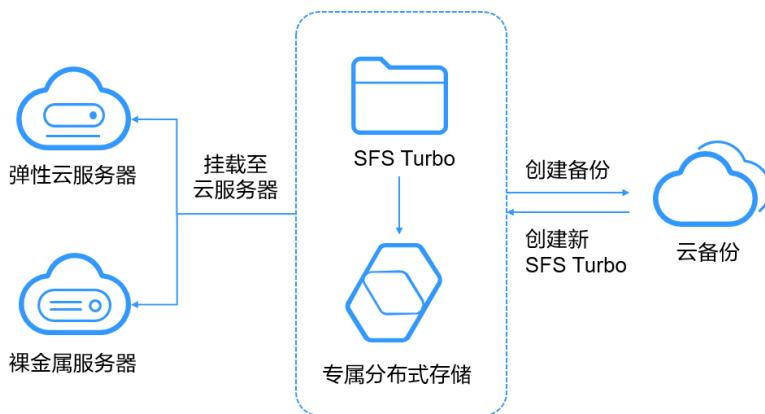 弹性云服务器
裸金属服务器
挂载至
云服务器
SFS Turbo
专属分布式存储
创建备份
创建新
SFS Turbo
云备份